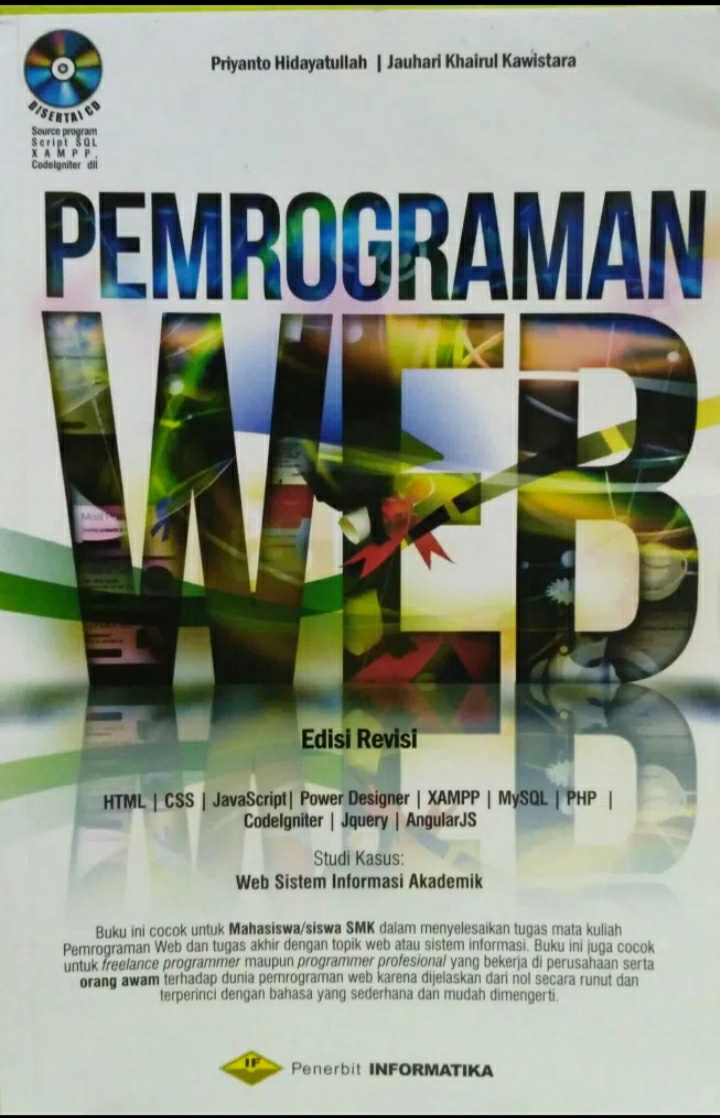 Priyanto Hidayatullah | Jauhari Khairul Kawistara
DISERTAI CD
Source program
Script SQL
XAMPP,
CodeIgniter dll
PEMROGRAMAN
WEB
Edisi Revisi
HTML | CSS | JavaScript| Power Designer | XAMPP | MySQL | PHP |
CodeIgniter | Jquery | AngularJS
Studi Kasus:
Web Sistem Informasi Akademik
Buku ini cocok untuk Mahasiswa/siswa SMK dalam menyelesaikan tugas mata kuliah
Pemrograman Web dan tugas akhir dengan topik web atau sistem informasi. Buku ini juga cocok
untuk freelance programmer maupun programmer profesional yang bekerja di perusahaan serta
orang awam terhadap dunia pemrograman web karena dijelaskan dari nol secara runut dan
terperinci dengan bahasa yang sederhana dan mudah dimengerti.
IF Penerbit INFORMATIKA